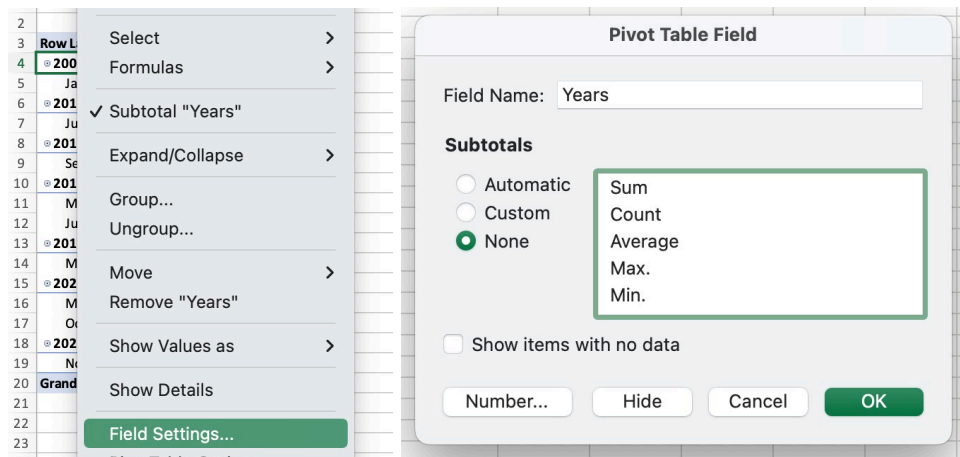 2
3 Row La
4 200
5 Ja
6 201
7 Ju
8 201
9 Se
10 201
11 M
12 Ju
13 201
14 M
15 202
16 M
17 Oc
18 202
19 No
20 Grand
21
22
23
Select
Formulas
Subtotal "Years"
Expand/Collapse
Group...
Ungroup...
Move
Remove "Years"
Show Values as
Show Details
Field Settings...
Pivot Table Field
Field Name: Years
Subtotals
Automatic
Custom
None
Sum
Count
Average
Max.
Min.
Show items with no data
Number...
Hide
Cancel
OK